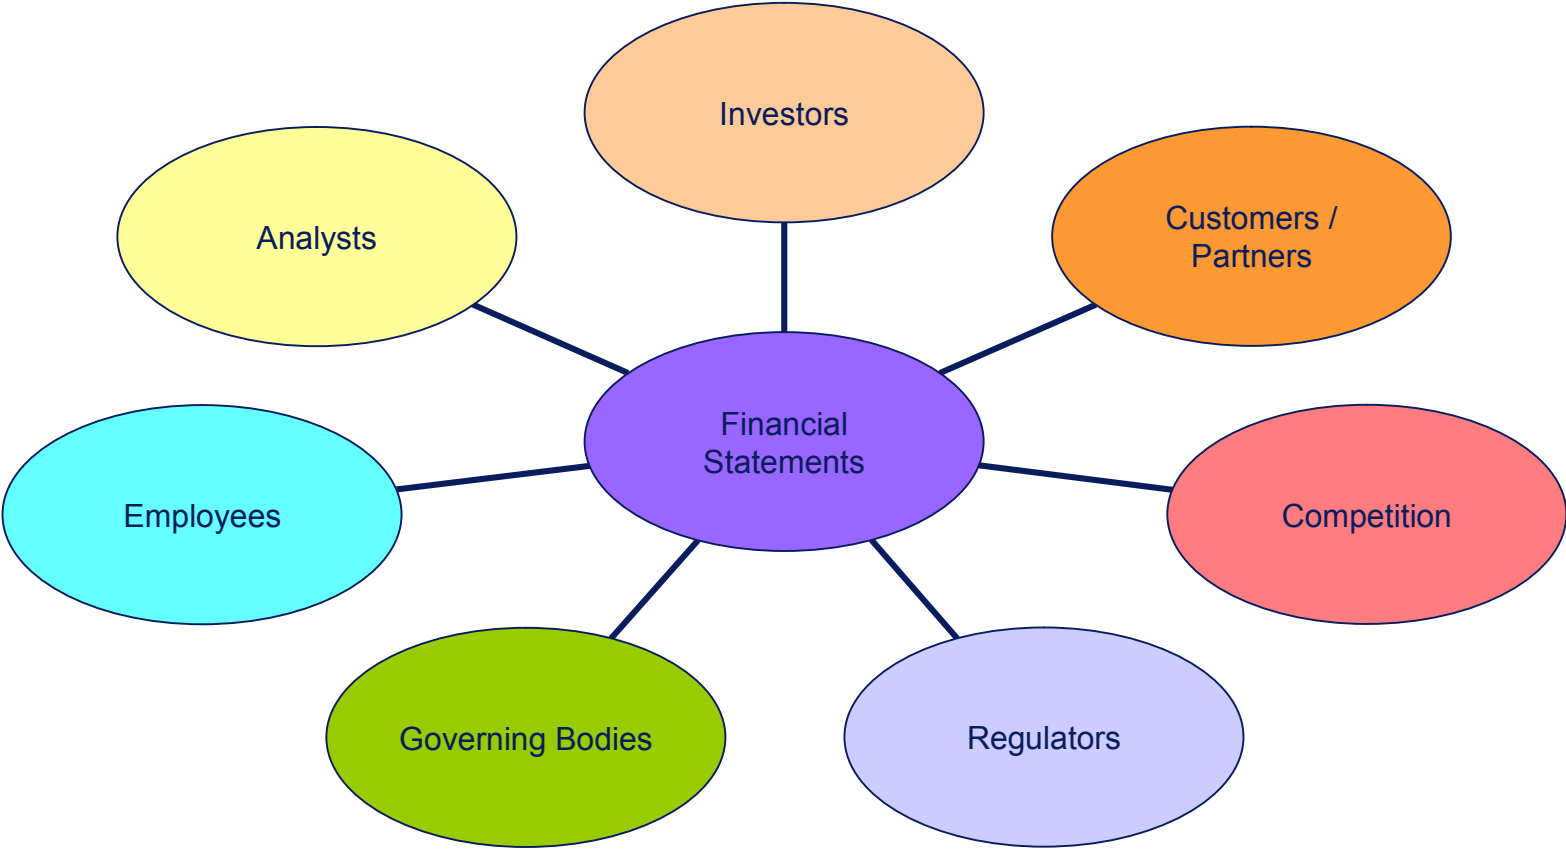 Investors
Analysts
Customers /
Partners
Financial
Statements
Employees
Competition
Governing Bodies
Regulators